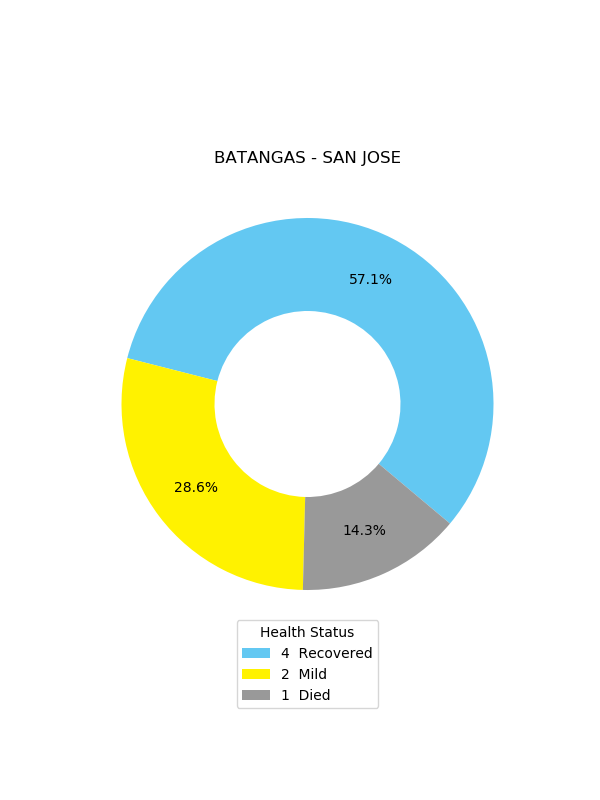 BATANGAS - SAN JOSE
57.1%
28.6%
14.3%
Health Status
4  Recovered
2  Mild
1  Died